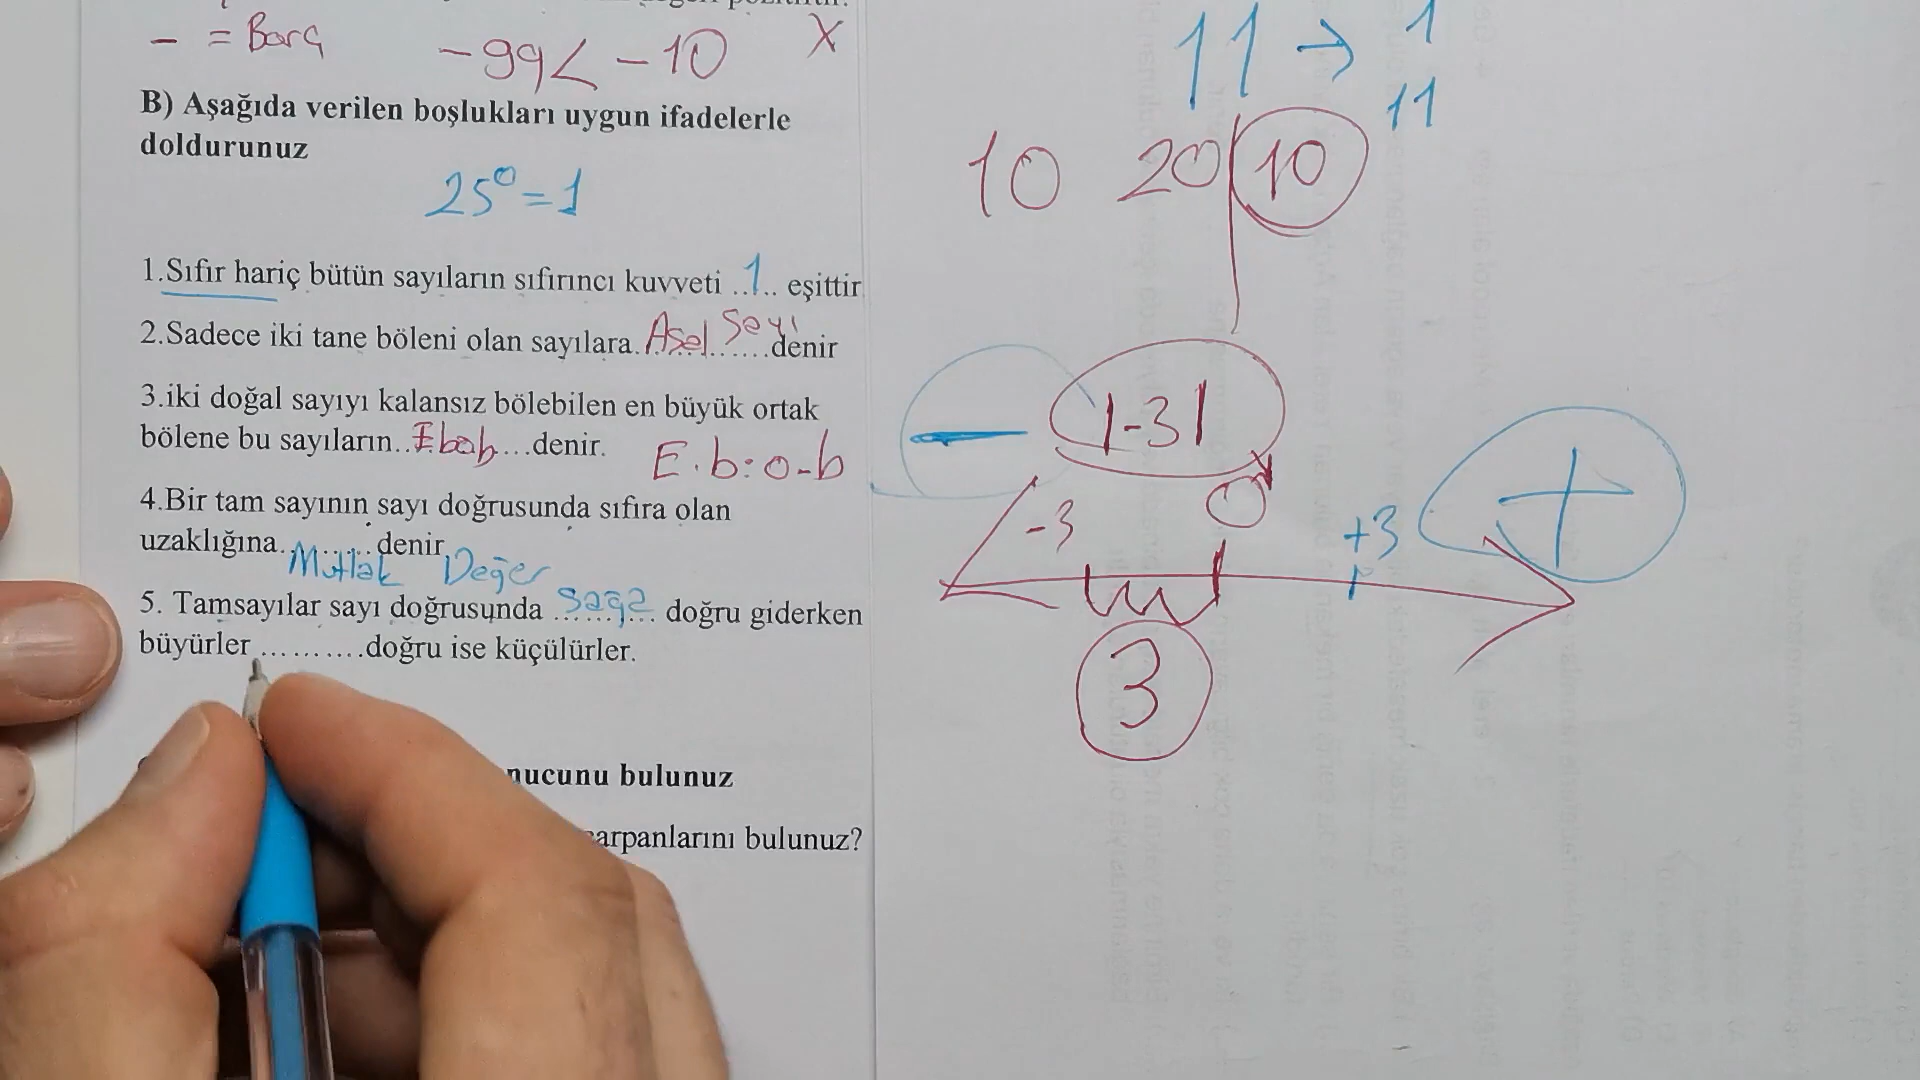 - = Borç
-99 < -10 X
B) Aşağıda verilen boşlukları uygun ifadelerle
doldurunuz
25⁰=1
1.Sıfır hariç bütün sayıların sıfırıncı kuvveti ..1.. eşittir
2.Sadece iki tane böleni olan sayılara.Asal Sayı denir
3.iki doğal sayıyı kalansız bölebilen en büyük ortak
bölene bu sayıların..Ebob...denir. E.b:o-b
4.Bir tam sayının sayı doğrusunda sıfıra olan
uzaklığına.........denir
Mutlak Değer
5. Tamsayılar sayı doğrusunda sağa doğru giderken
büyürler ..........doğru ise küçülürler.
nucunu bulunuz
arpanlarını bulunuz?
11 → 1
11
10 20 10
- |-3| +
-3 0 +3
3